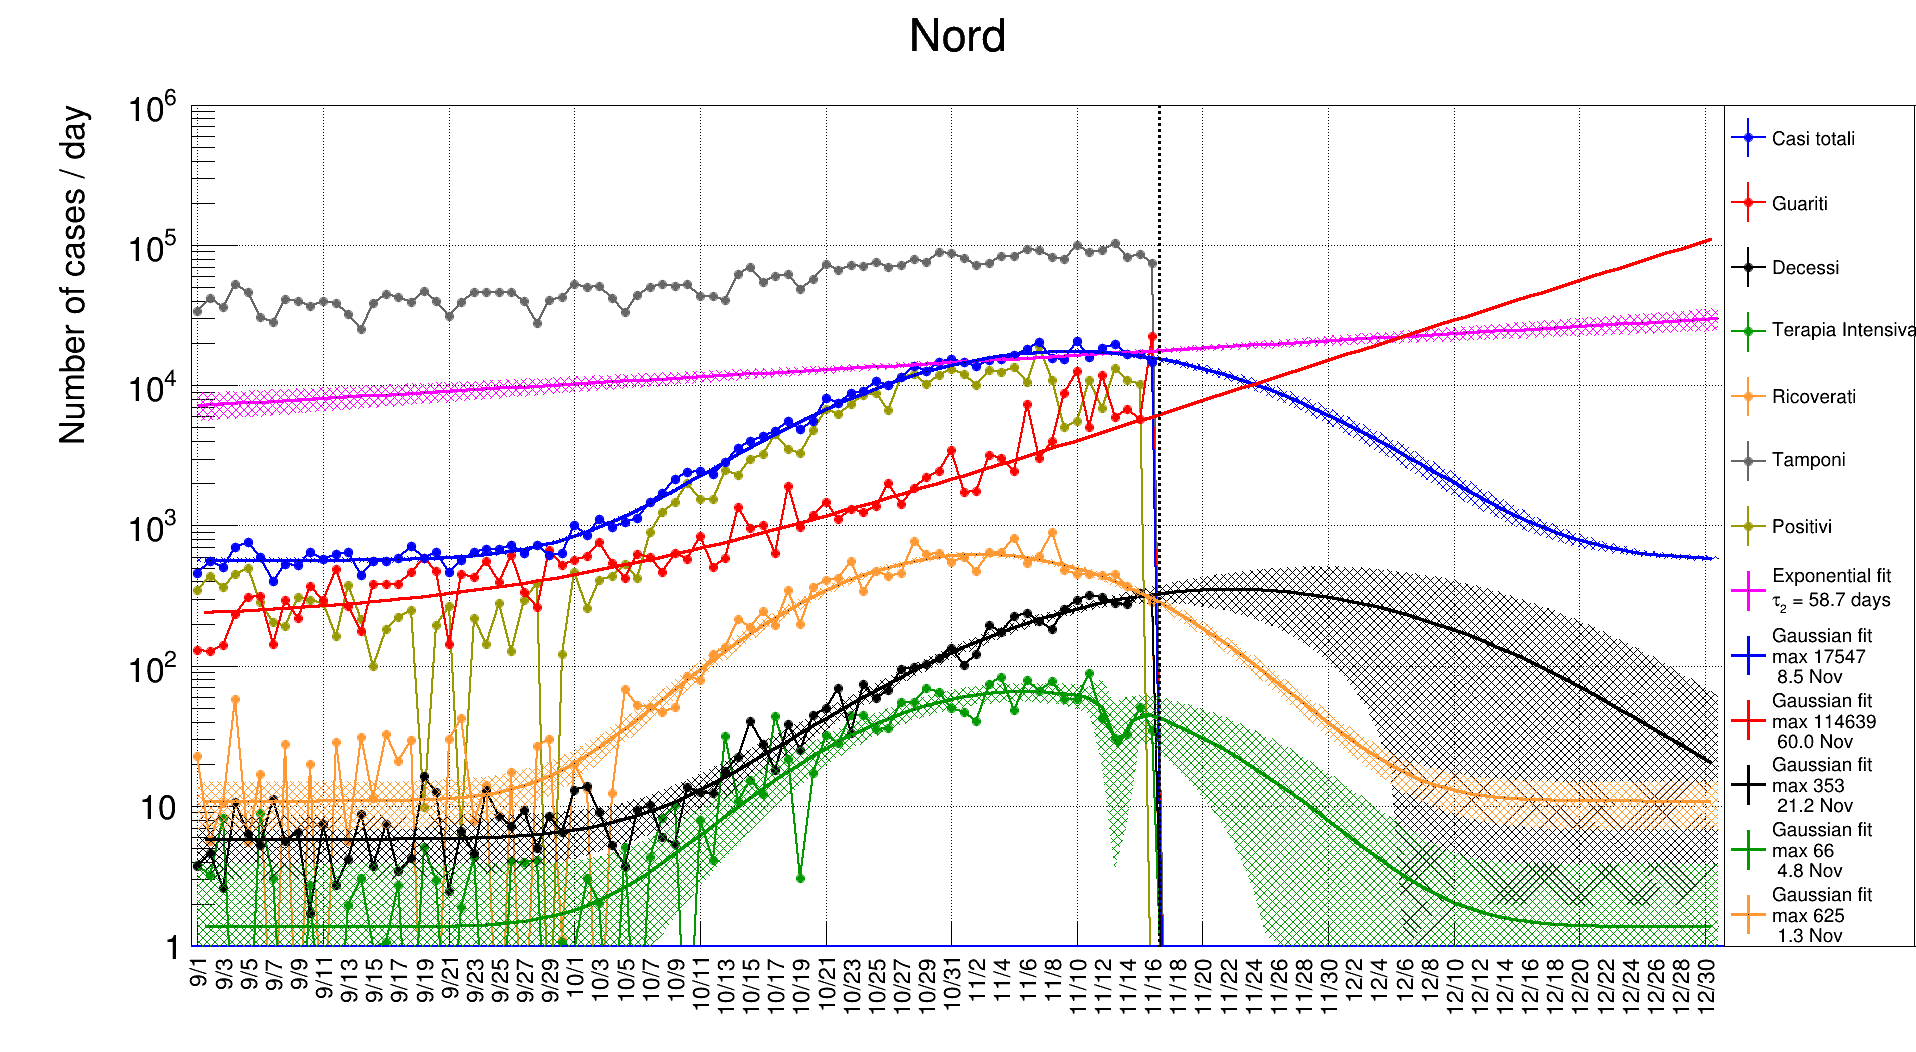 Nord
Number of cases / day
10^6
10^5
10^4
10^3
10^2
10
1
9/1 9/3 9/5 9/7 9/9 9/11 9/13 9/15 9/17 9/19 9/21 9/23 9/25 9/27 9/29 10/1 10/3 10/5 10/7 10/9 10/11 10/13 10/15 10/17 10/19 10/21 10/23 10/25 10/27 10/29 10/31 11/2 11/4 11/6 11/8 11/10 11/12 11/14 11/16 11/18 11/20 11/22 11/24 11/26 11/28 11/30 12/2 12/4 12/6 12/8 12/10 12/12 12/14 12/16 12/18 12/20 12/22 12/24 12/26 12/28 12/30
Casi totali
Guariti
Decessi
Terapia Intensiva
Ricoverati
Tamponi
Positivi
Exponential fit
τ₂ = 58.7 days
Gaussian fit
max 17547
8.5 Nov
Gaussian fit
max 114639
60.0 Nov
Gaussian fit
max 353
21.2 Nov
Gaussian fit
max 66
4.8 Nov
Gaussian fit
max 625
1.3 Nov